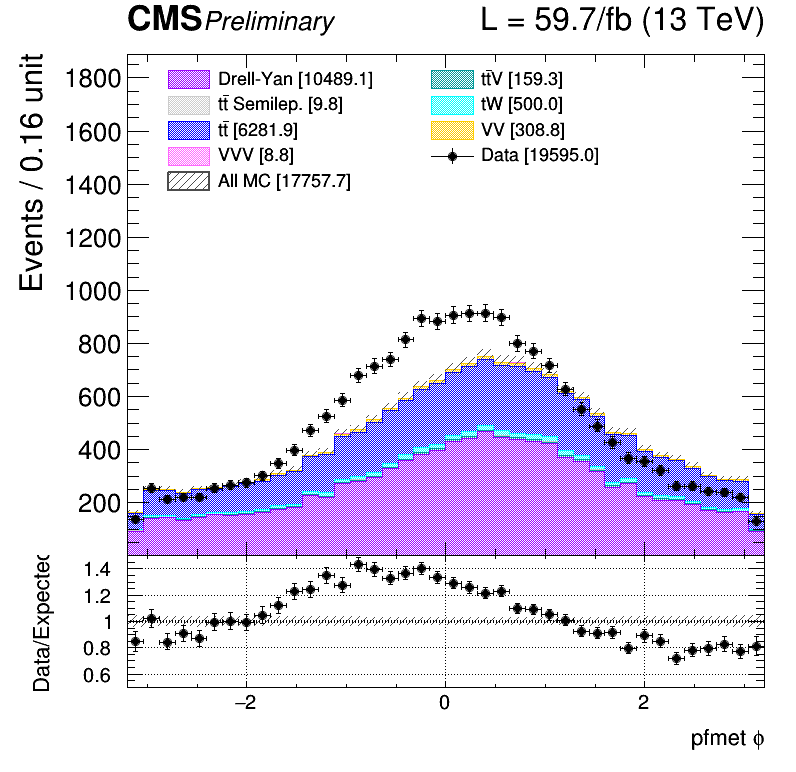 CMS Preliminary L = 59.7/fb (13 TeV)
Events / 0.16 unit
1800
1600
1400
1200
1000
800
600
400
200
Drell-Yan [10489.1]
tt̄ Semilep. [9.8]
tt̄ [6281.9]
VVV [8.8]
All MC [17757.7]
tt̄V [159.3]
tW [500.0]
VV [308.8]
Data [19595.0]
Data/Expected
1.4
1.2
1
0.8
0.6
−2 0 2
pfmet ϕ